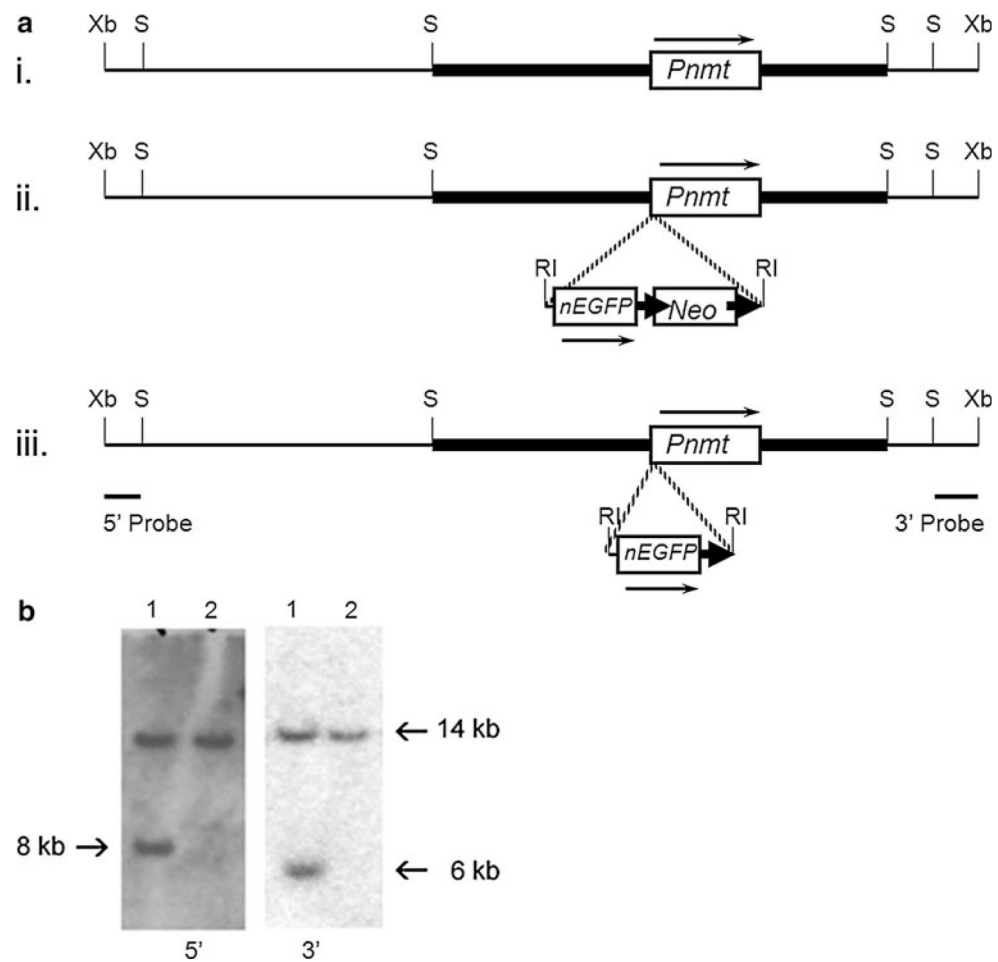 a
Xb S S S S Xb
Pnmt
i.
Xb S S S S Xb
Pnmt
ii.
RI RI
nEGFP Neo
Xb S S S S Xb
Pnmt
iii.
5' Probe 3' Probe
RI RI
nEGFP
b
1 2 1 2
← 14 kb
8 kb →
← 6 kb
5' 3'